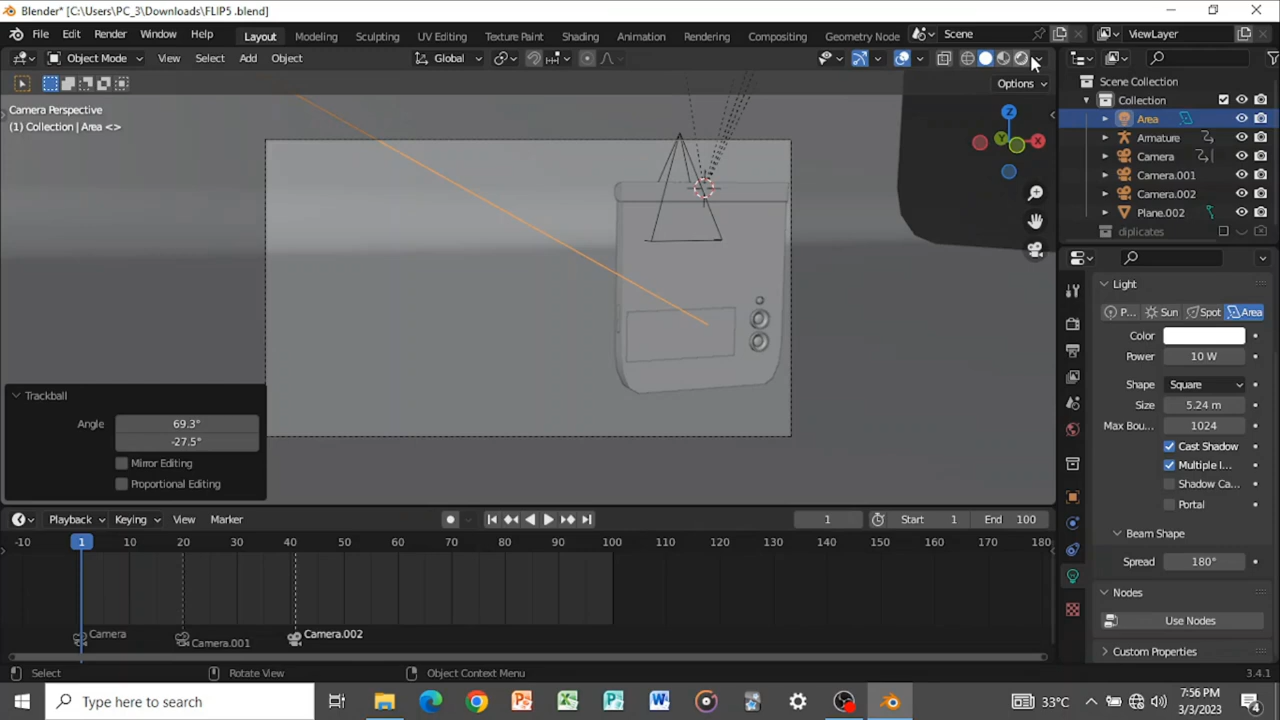 Blender* [C:\Users\PC_3\Downloads\FLIP5 .blend]
File Edit Render Window Help Layout Modeling Sculpting UV Editing Texture Paint Shading Animation Rendering Compositing Geometry Node Scene ViewLayer
Object Mode View Select Add Object Global
Options
Camera Perspective
(1) Collection | Area <>
Z
Y
X
Scene Collection
Collection
Area
Armature
Camera
Camera.001
Camera.002
Plane.002
diplicates
Light
P... Sun Spot Area
Color
Power 10 W
Shape Square
Size 5.24 m
Max Bou... 1024
Cast Shadow
Multiple I...
Shadow Ca...
Portal
Beam Shape
Spread 180°
Nodes
Use Nodes
Custom Properties
Trackball
Angle 69.3°
-27.5°
Mirror Editing
Proportional Editing
Playback Keying View Marker 1 Start 1 End 100
-10 1 10 20 30 40 50 60 70 80 90 100 110 120 130 140 150 160 170 180
Camera Camera.001 Camera.002
Select Rotate View Object Context Menu 3.4.1
Type here to search 33°C 7:56 PM
3/3/2023 4